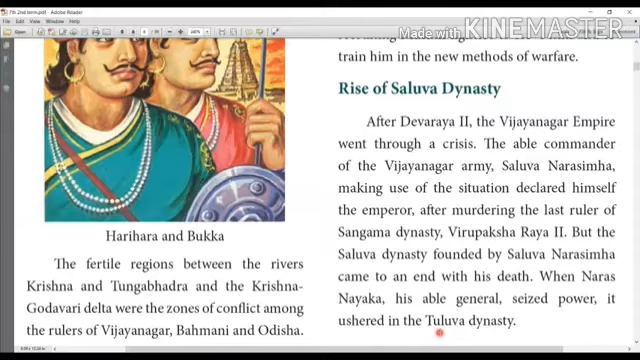 7th 2nd term.pdf - Adobe Reader
File Edit View Window Help
Made with KINEMASTER
train him in the new methods of warfare.
Rise of Saluva Dynasty
After Devaraya II, the Vijayanagar Empire
went through a crisis. The able commander
of the Vijayanagar army, Saluva Narasimha,
making use of the situation declared himself
the emperor, after murdering the last ruler of
Sangama dynasty, Virupaksha Raya II. But the
Saluva dynasty founded by Saluva Narasimha
came to an end with his death. When Naras
Nayaka, his able general, seized power, it
ushered in the Tuluva dynasty.
Harihara and Bukka
The fertile regions between the rivers
Krishna and Tungabhadra and the Krishna-
Godavari delta were the zones of conflict among
the rulers of Vijayanagar, Bahmani and Odisha.